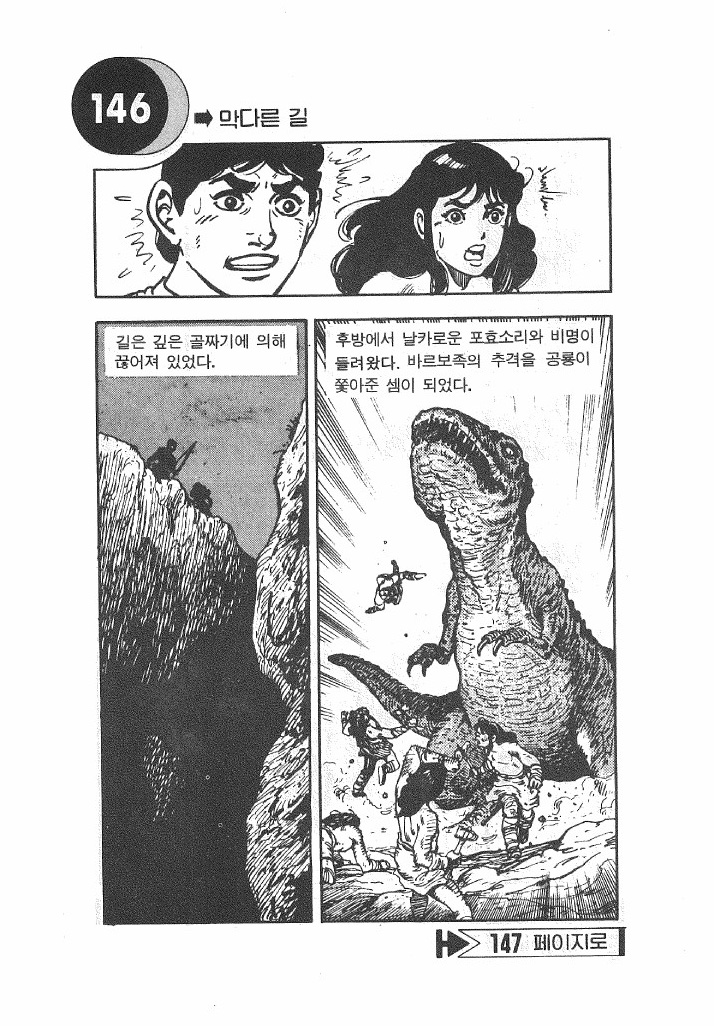 146
➡ 막다른 길
길은 깊은 골짜기에 의해
끊어져 있었다.
후방에서 날카로운 포효소리와 비명이
들려왔다. 바르보족의 추격을 공룡이
쫓아준 셈이 되었다.
147 페이지로